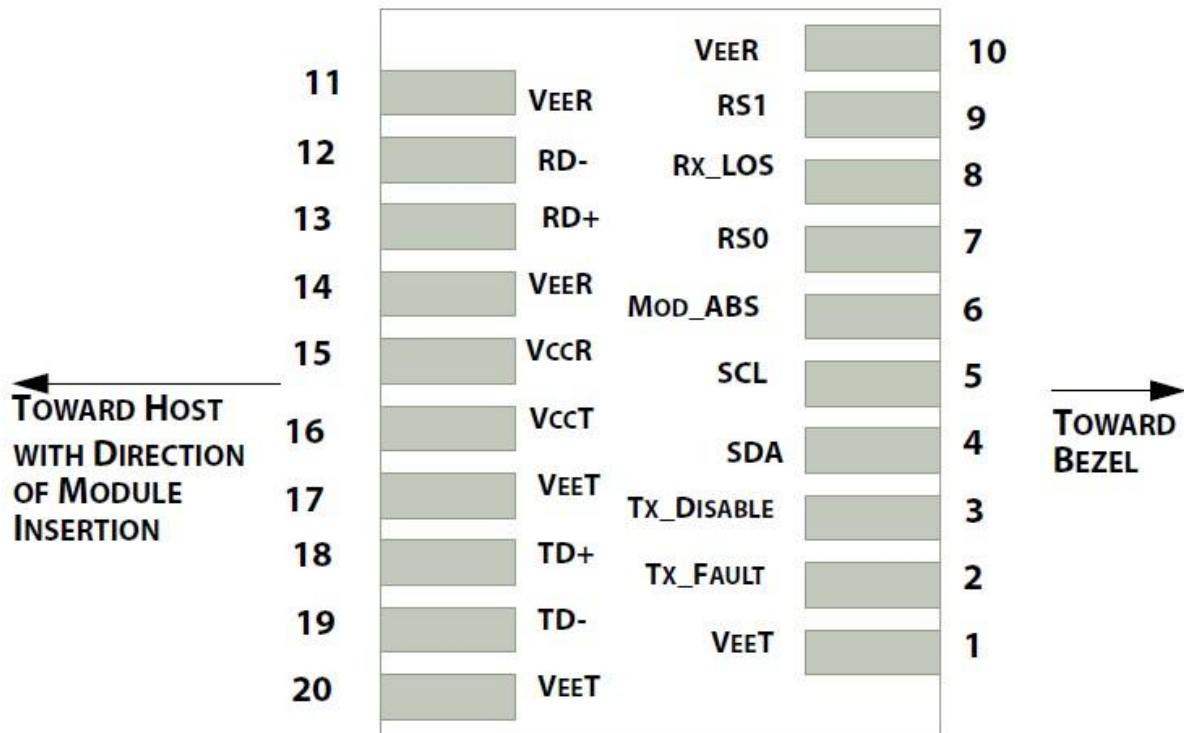 VEER 10
11 VEER
RS1 9
12 RD-
RX_LOS 8
13 RD+
RS0 7
14 VEER
MOD_ABS 6
15 VCCR
SCL 5
16 VCCT
SDA 4
17 VEET
TX_DISABLE 3
18 TD+
TX_FAULT 2
19 TD-
VEET 1
20 VEET
TOWARD HOST
WITH DIRECTION
OF MODULE
INSERTION
TOWARD
BEZEL